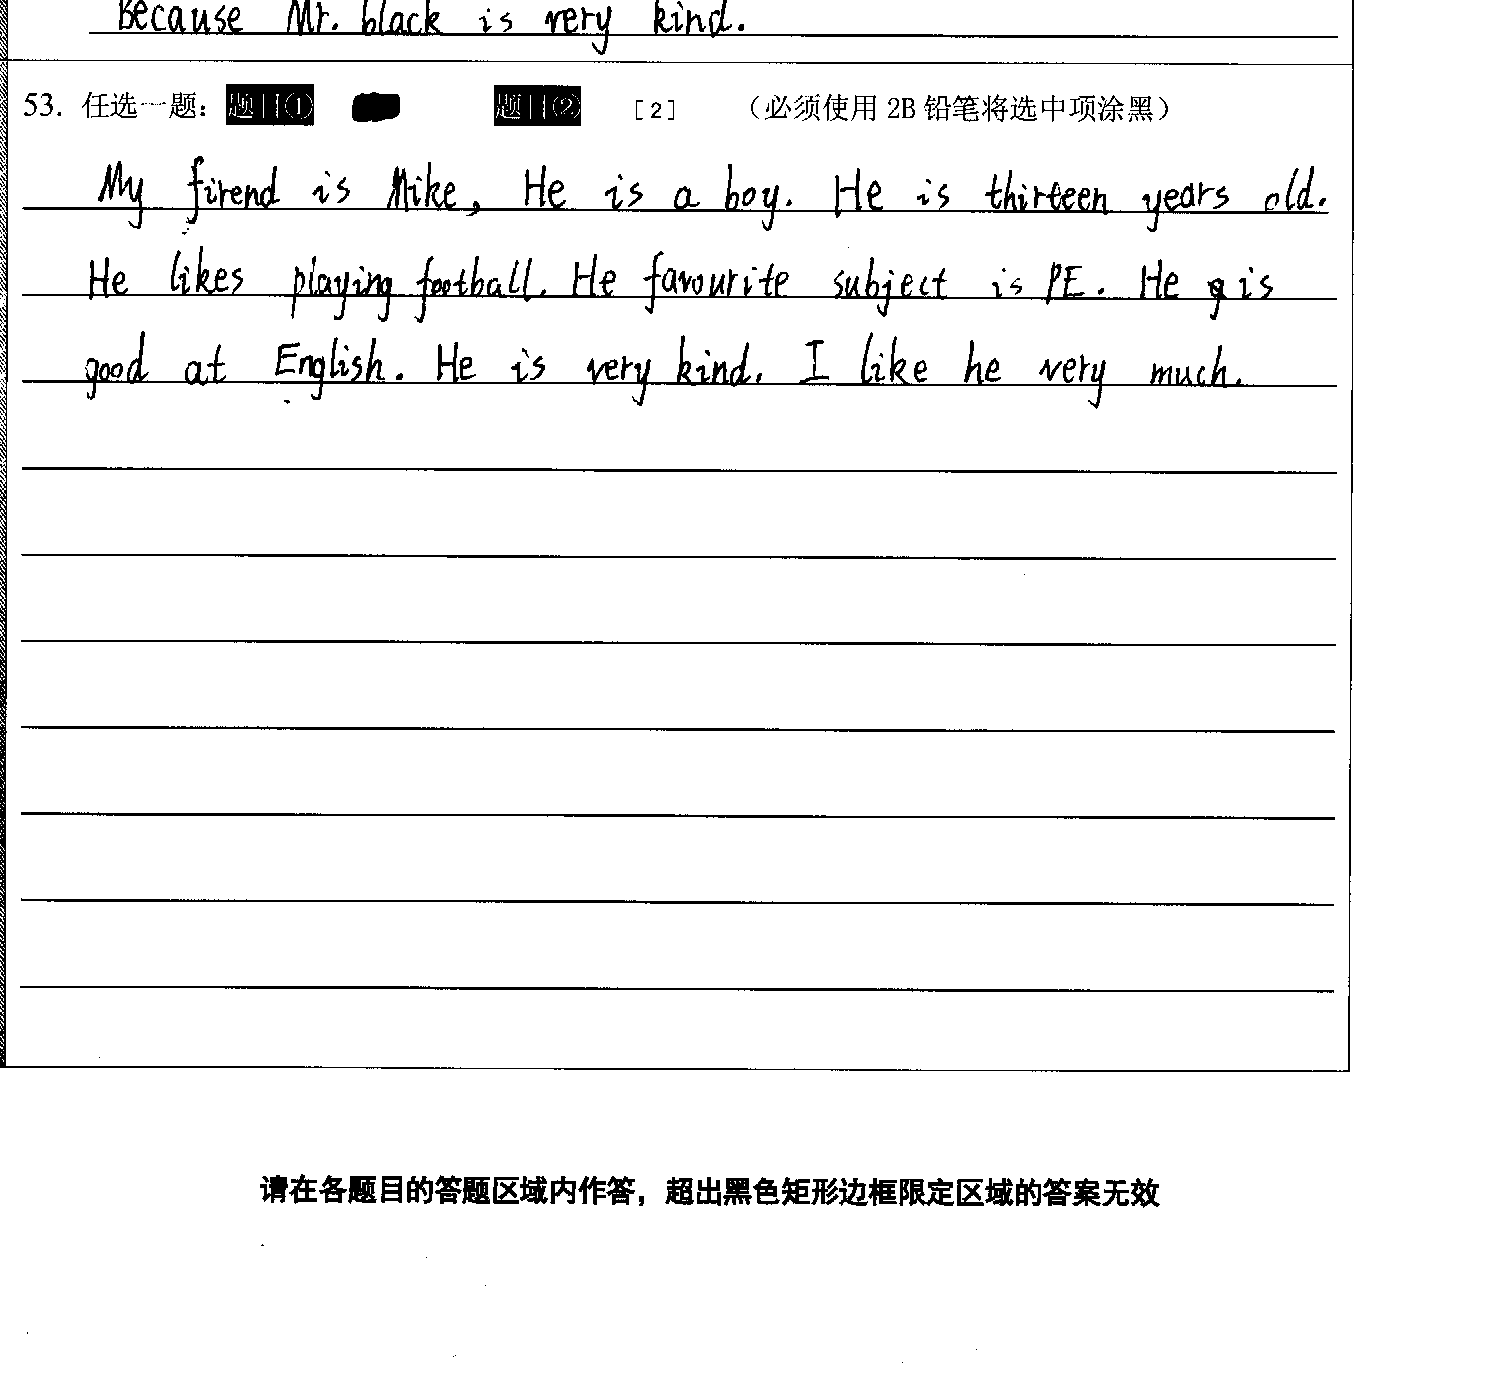 Because Mr. black is very kind.
53. 任选一题：题目① 题目② [2] （必须使用 2B 铅笔将选中项涂黑）
My firend is Mike, He is a boy. He is thirteen years old.
He likes playing football. He favourite subject is PE. He is
good at English. He is very kind. I like he very much.
请在各题目的答题区域内作答，超出黑色矩形边框限定区域的答案无效